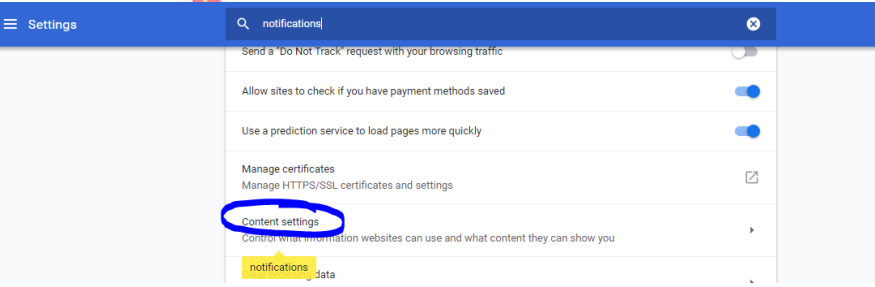 Settings
notifications
Send a "Do Not Track" request with your browsing traffic
Allow sites to check if you have payment methods saved
Use a prediction service to load pages more quickly
Manage certificates
Manage HTTPS/SSL certificates and settings
Content settings
Control what information websites can use and what content they can show you
notifications
data